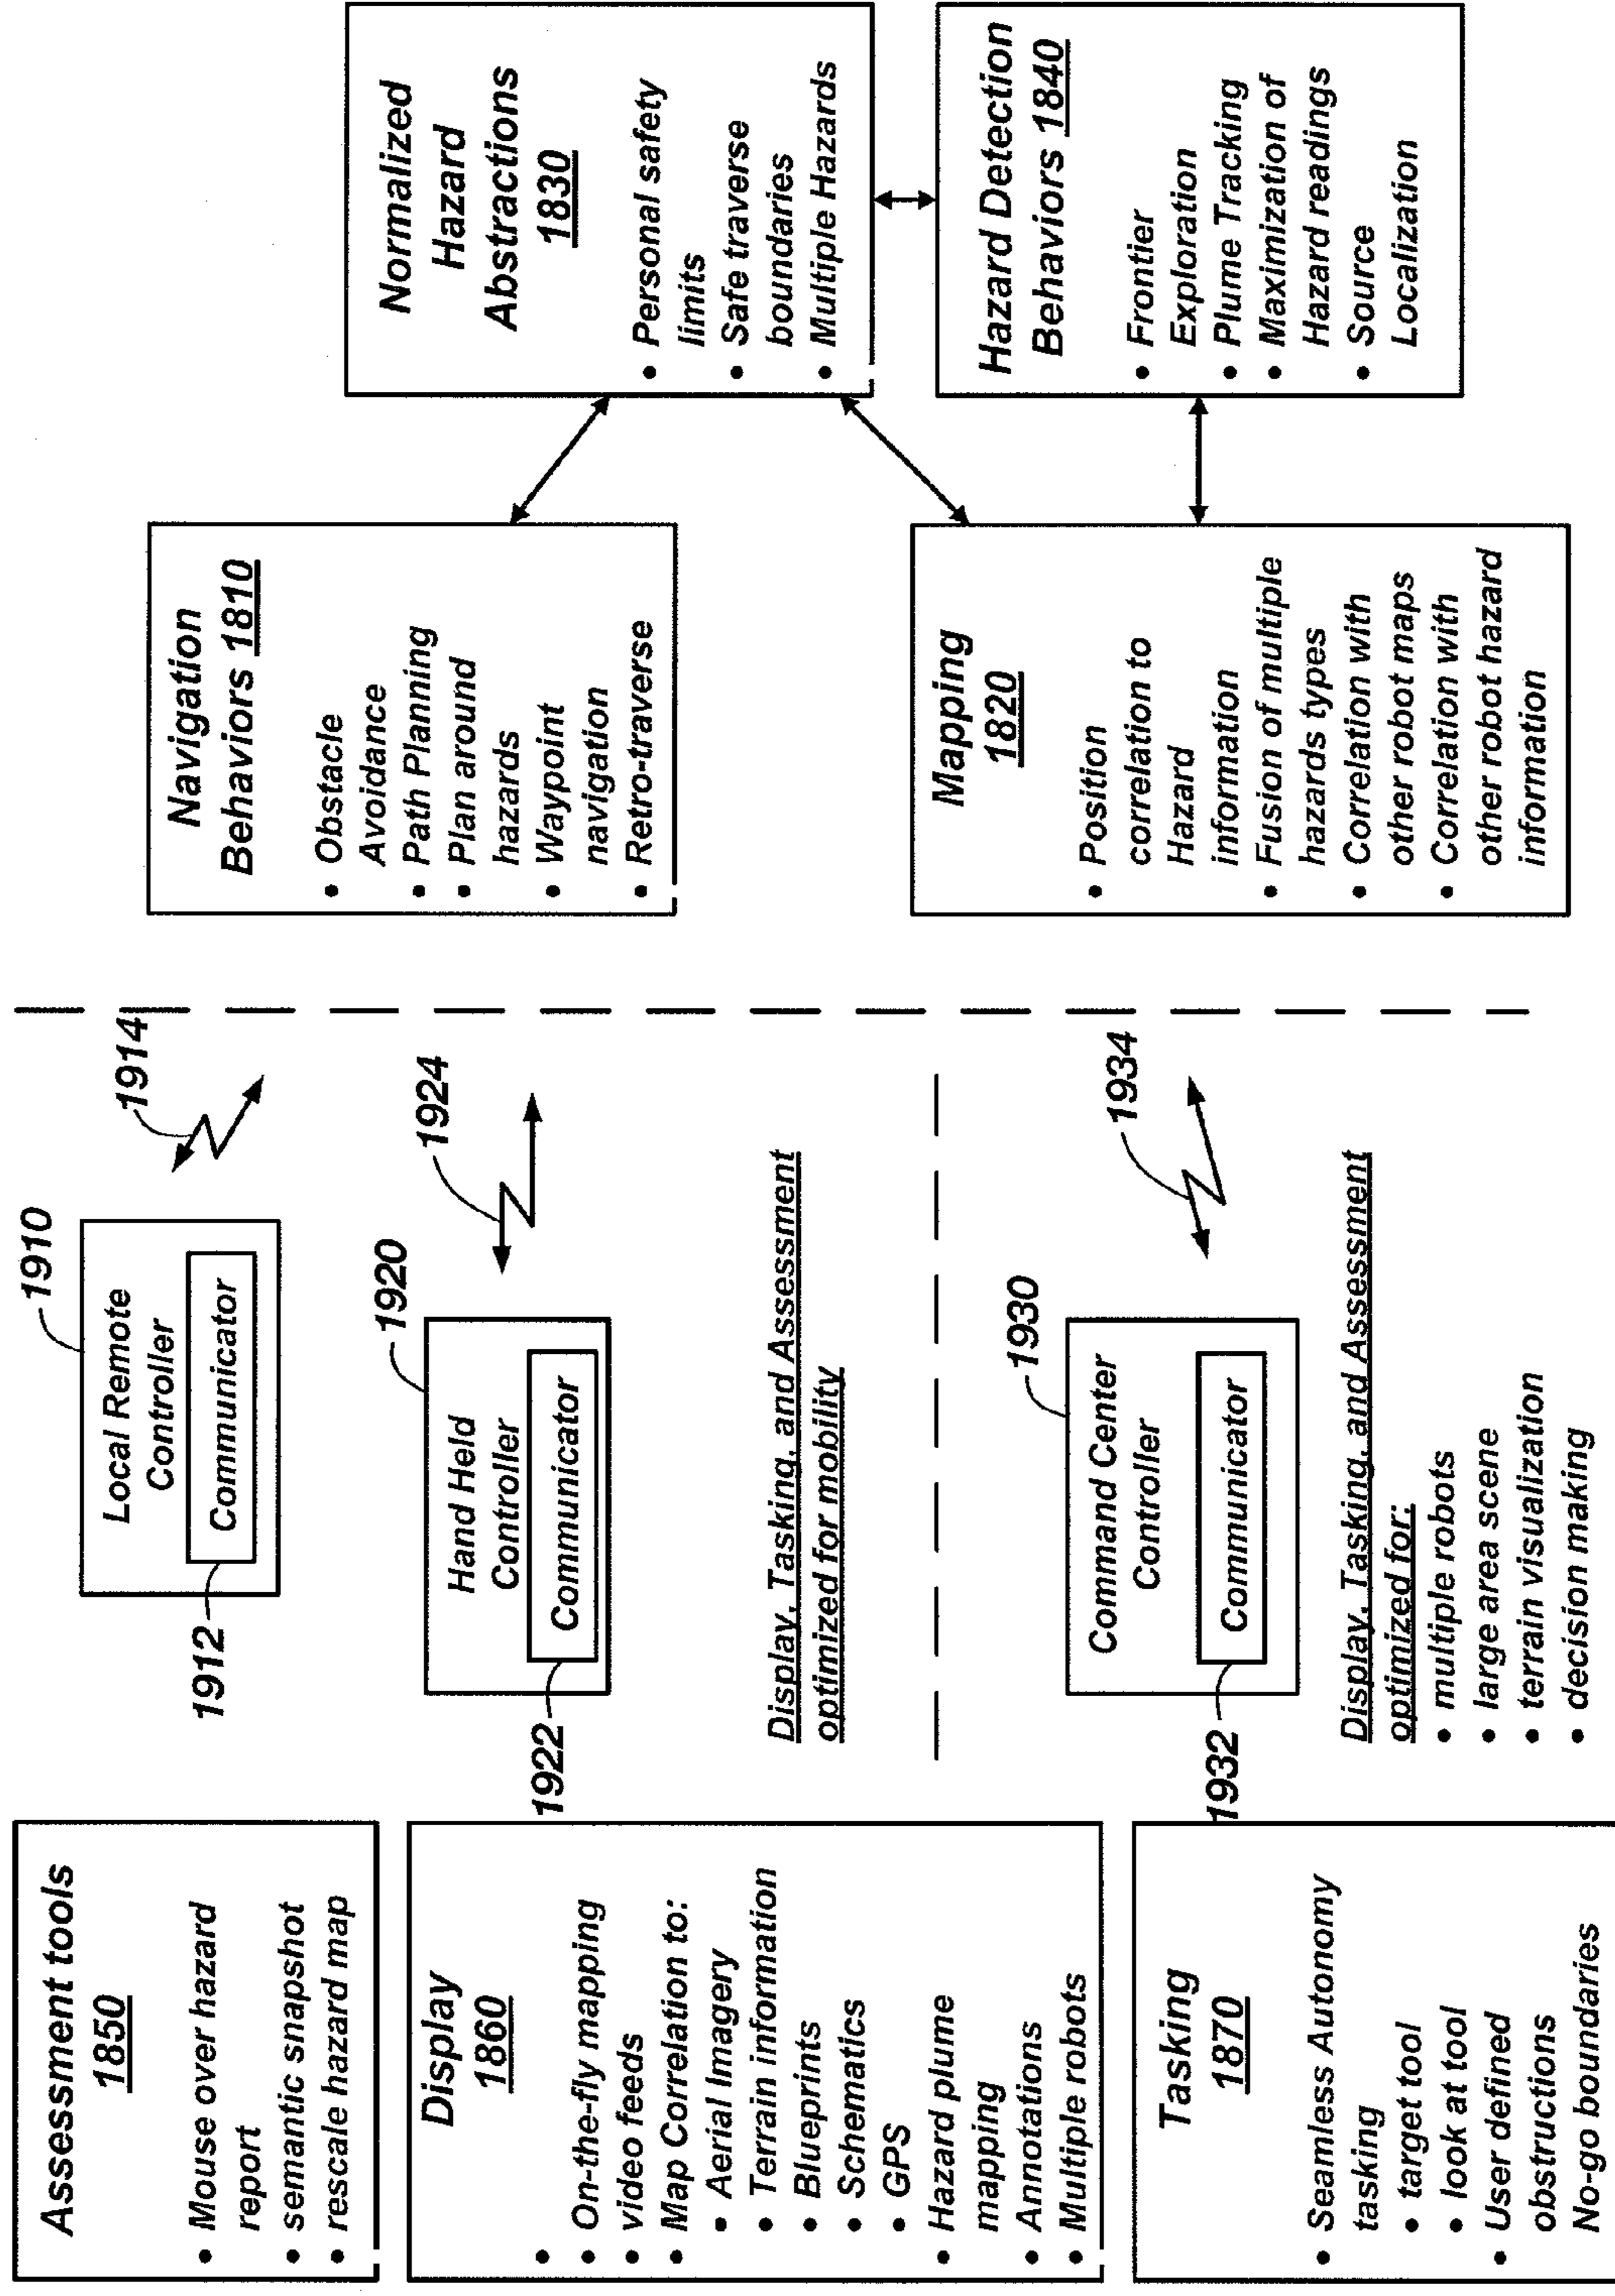 Assessment tools
1850
• Mouse over hazard
report
• semantic snapshot
• rescale hazard map
Display
1860
•
• On-the-fly mapping
• video feeds
• Map Correlation to:
• Aerial Imagery
• Terrain information
• Blueprints
• Schematics
• GPS
• Hazard plume
mapping
• Annotations
• Multiple robots
Tasking
1870
• Seamless Autonomy
tasking
• target tool
• look at tool
• User defined
obstructions
No-go boundaries
1910
Local Remote
Controller
Communicator
1912
1914
1920
Hand Held
Controller
Communicator
1922
1924
Display, Tasking, and Assessment
optimized for mobility
1930
Command Center
Controller
Communicator
1932
1934
Display, Tasking, and Assessment
optimized for:
• multiple robots
• large area scene
• terrain visualization
• decision making
Navigation
Behaviors 1810
• Obstacle
Avoidance
• Path Planning
• Plan around
hazards
• Waypoint
navigation
• Retro-traverse
Mapping
1820
• Position
correlation to
Hazard
information
• Fusion of multiple
hazards types
• Correlation with
other robot maps
• Correlation with
other robot hazard
information
Normalized
Hazard
Abstractions
1830
• Personal safety
limits
• Safe traverse
boundaries
• Multiple Hazards
Hazard Detection
Behaviors 1840
• Frontier
Exploration
• Plume Tracking
• Maximization of
Hazard readings
• Source
Localization